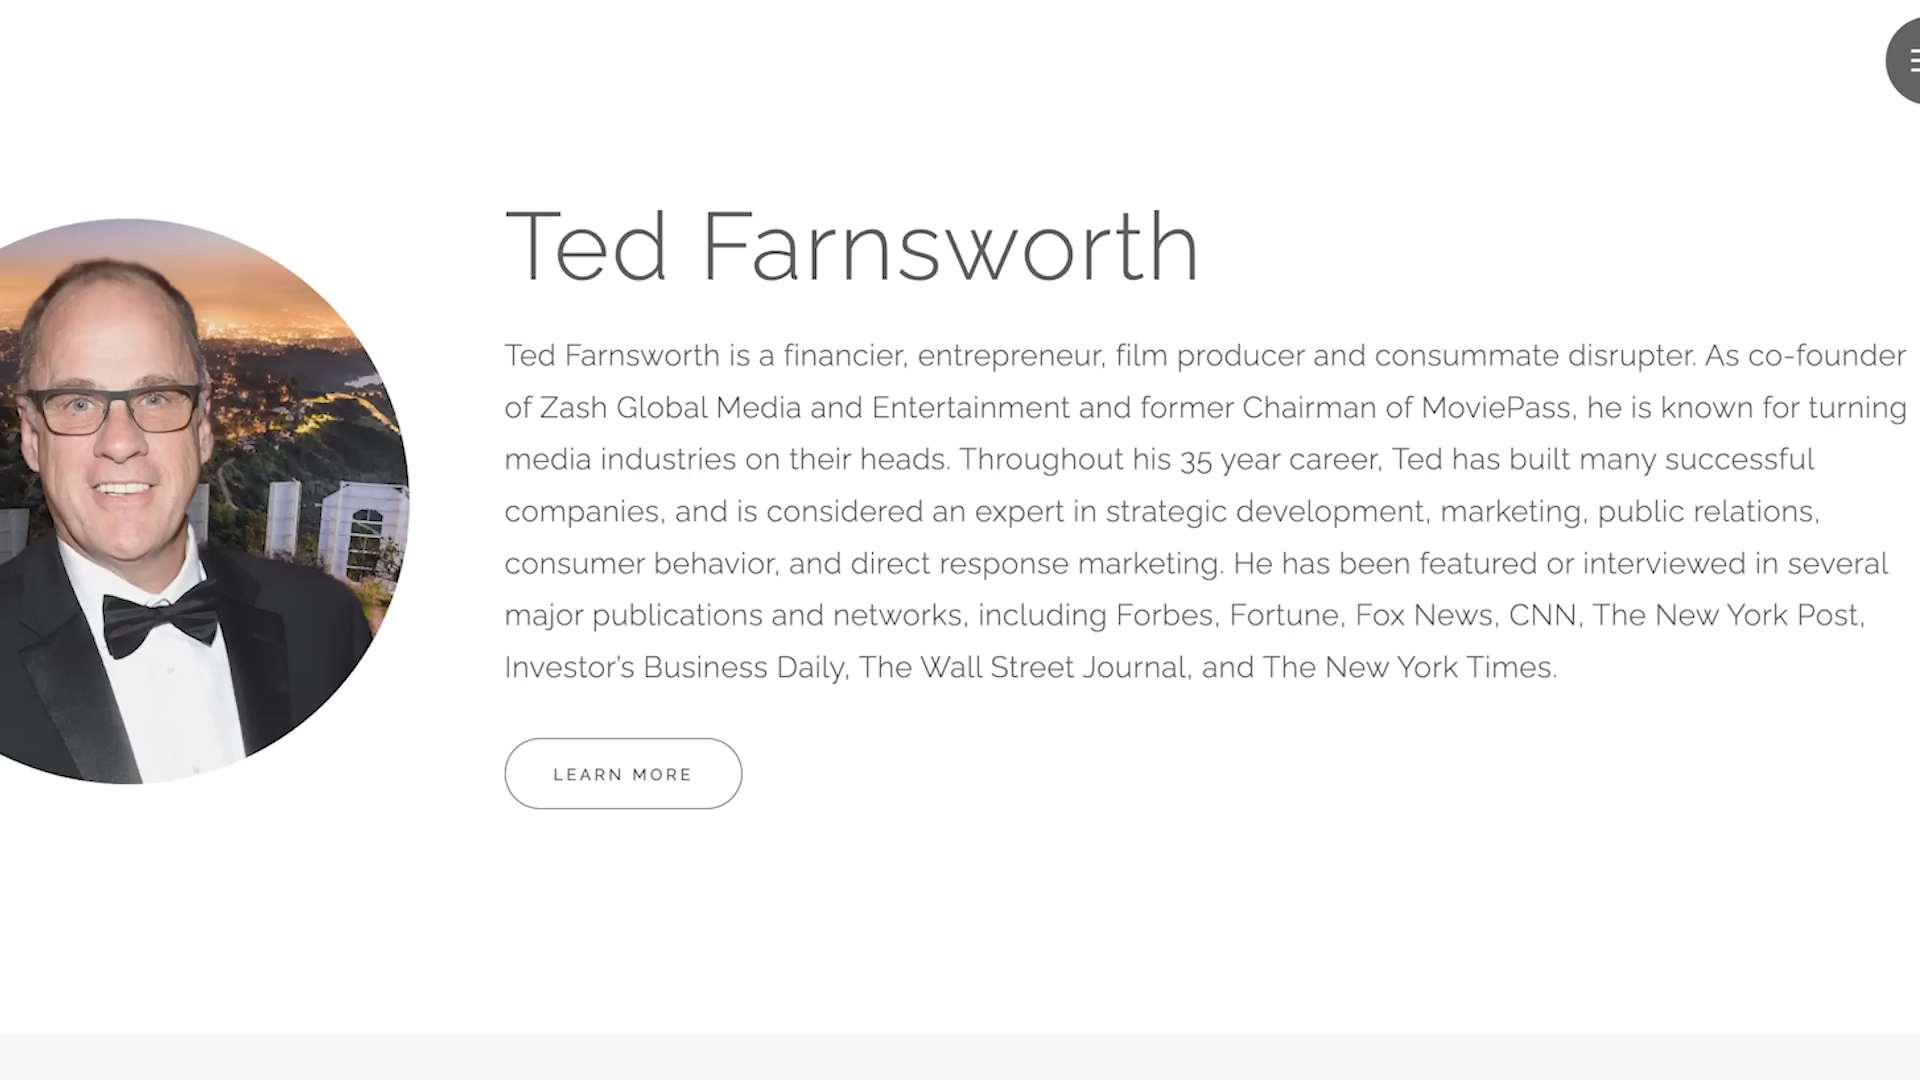 Ted Farnsworth
Ted Farnsworth is a financier, entrepreneur, film producer and consummate disrupter. As co-founder
of Zash Global Media and Entertainment and former Chairman of MoviePass, he is known for turning
media industries on their heads. Throughout his 35 year career, Ted has built many successful
companies, and is considered an expert in strategic development, marketing, public relations,
consumer behavior, and direct response marketing. He has been featured or interviewed in several
major publications and networks, including Forbes, Fortune, Fox News, CNN, The New York Post,
Investor's Business Daily, The Wall Street Journal, and The New York Times.
LEARN MORE